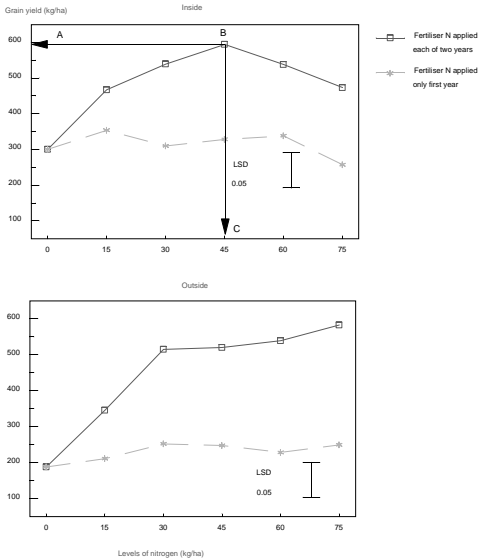 Grain yield (kg/ha)
Inside
A
B
600
500
400
300
200
100
LSD
0.05
C
0 15 30 45 60 75
Fertiliser N applied
each of two years
Fertiliser N applied
only first year
Outside
600
500
400
300
200
100
LSD
0.05
0 15 30 45 60 75
Levels of nitrogen (kg/ha)